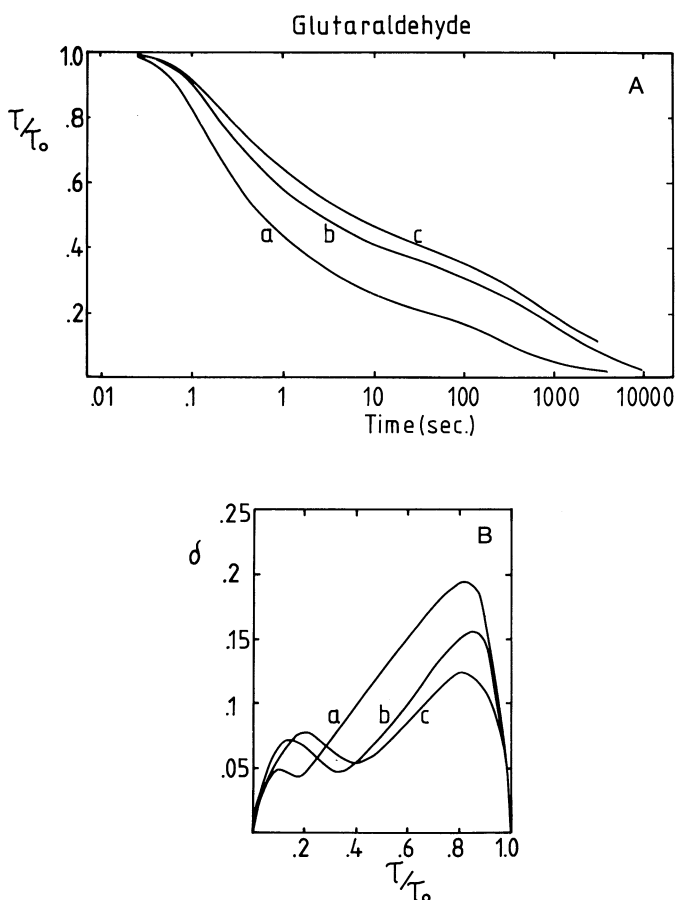 Glutaraldehyde
A
1.0
.8
τ/τ₀
.6
.4
.2
a b c
.01 .1 1 10 100 1000 10000
Time(sec.)
B
.25
δ
.2
.15
.1
.05
a b c
.2 .4 .6 .8 1.0
τ/τ₀